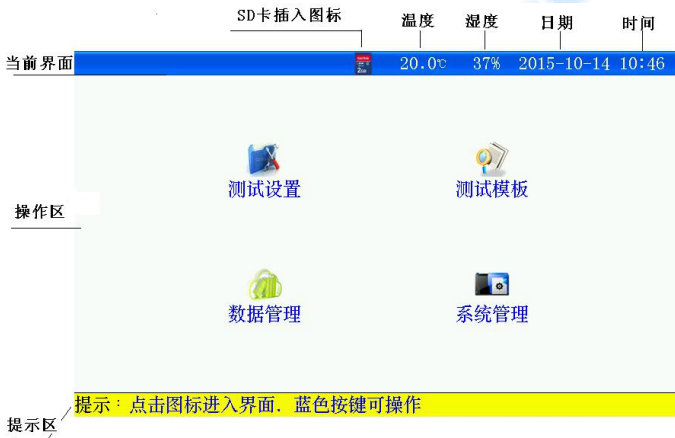 SD卡插入图标 温度 湿度 日期 时间
当前界面
20.0℃ 37% 2015-10-14 10:46
测试设置 测试模板
操作区
数据管理 系统管理
提示：点击图标进入界面．蓝色按键可操作
提示区